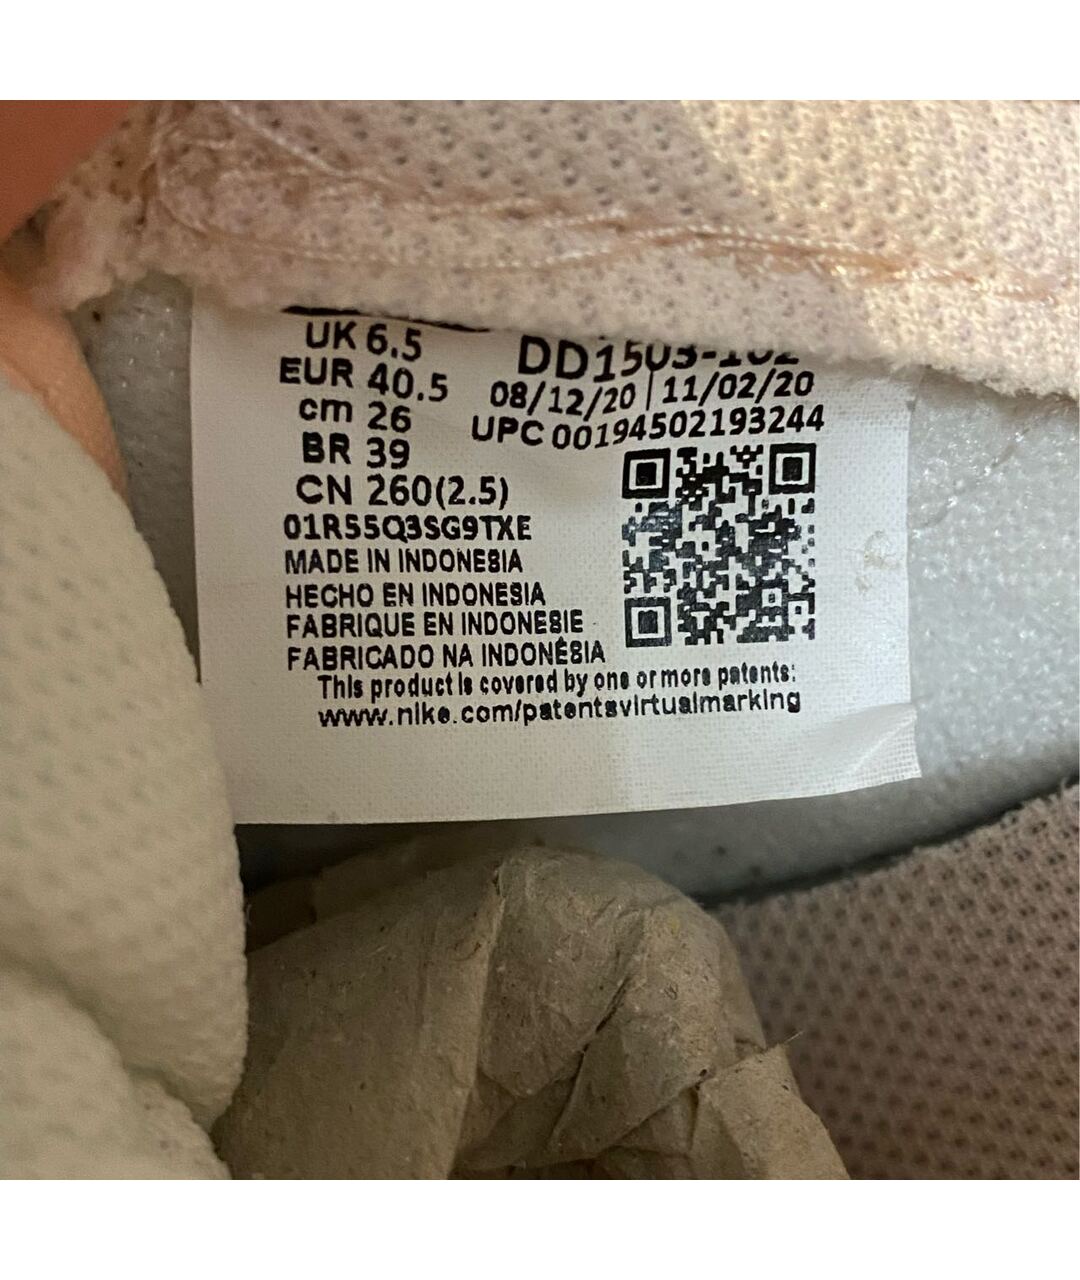 UK 6.5
EUR 40.5
cm 26
BR 39
CN 260(2.5)
01R55Q3SG9TXE
DD1503-102
08/12/20 | 11/02/20
UPC 00194502193244
MADE IN INDONESIA
HECHO EN INDONESIA
FABRIQUE EN INDONESIE
FABRICADO NA INDONÉSIA
This product is covered by one or more patents:
www.nike.com/patentsvirtualmarking